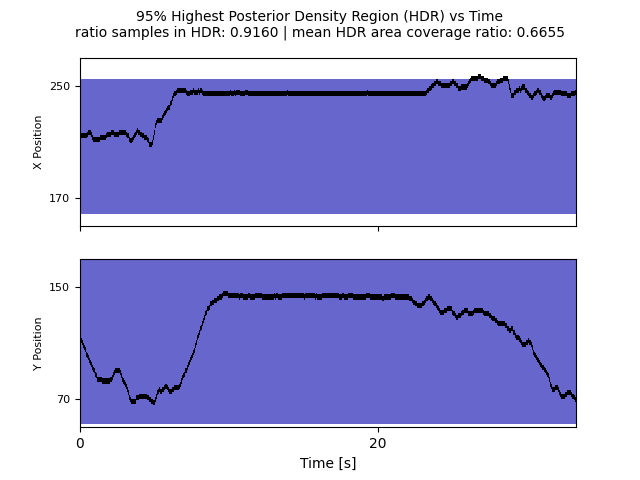 95% Highest Posterior Density Region (HDR) vs Time
ratio samples in HDR: 0.9160 | mean HDR area coverage ratio: 0.6655
250
X Position
170
150
Y Position
70
0
20
Time [s]